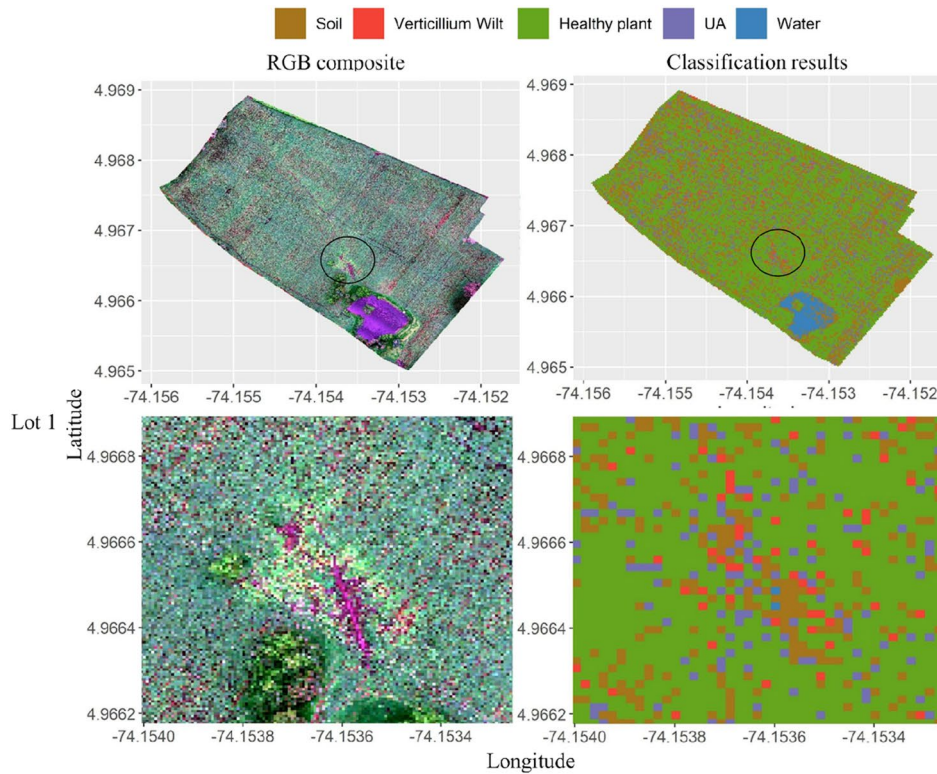 Soil Verticillium Wilt Healthy plant UA Water
RGB composite
Classification results
4.969
4.968
4.967
4.966
4.965
-74.156 -74.155 -74.154 -74.153 -74.152
4.969
4.968
4.967
4.966
4.965
-74.156 -74.155 -74.154 -74.153 -74.152
Lot 1
Latitude
4.9668
4.9666
4.9664
4.9662
-74.1540 -74.1538 -74.1536 -74.1534
4.9668
4.9666
4.9664
4.9662
-74.1540 -74.1538 -74.1536 -74.1534
Longitude